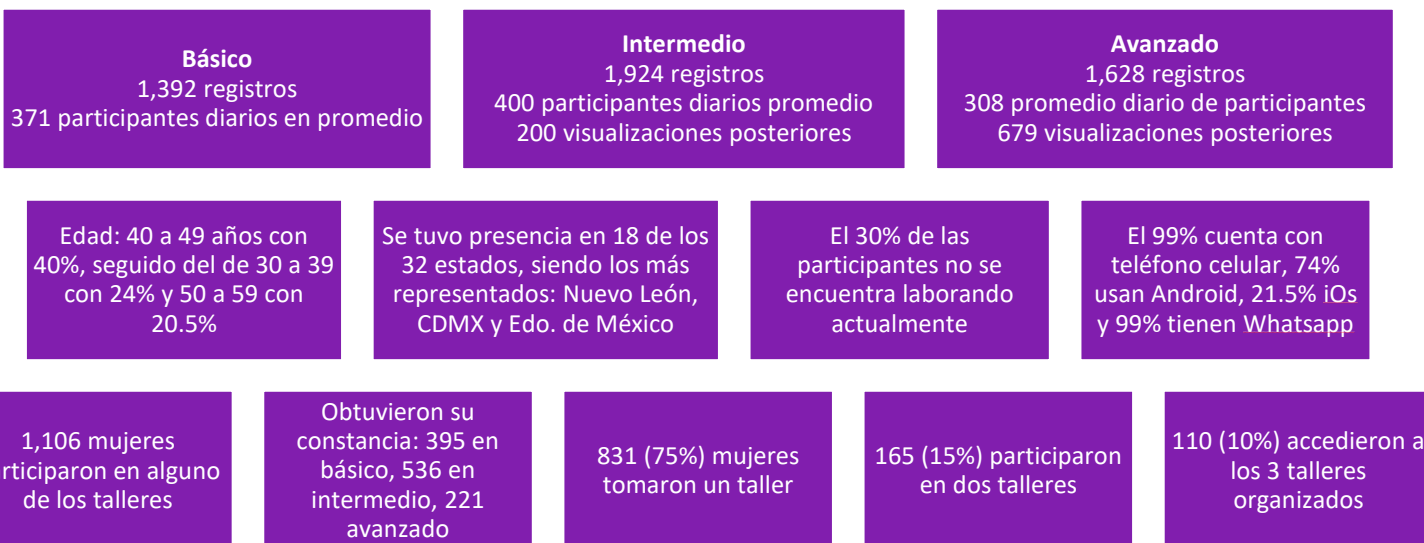 Básico
1,392 registros
371 participantes diarios en promedio
Intermedio
1,924 registros
400 participantes diarios promedio
200 visualizaciones posteriores
Avanzado
1,628 registros
308 promedio diario de participantes
679 visualizaciones posteriores
Edad: 40 a 49 años con
40%, seguido del de 30 a 39
con 24% y 50 a 59 con
20.5%
Se tuvo presencia en 18 de los
32 estados, siendo los más
representados: Nuevo León,
CDMX y Edo. de México
El 30% de las
participantes no se
encuentra laborando
actualmente
El 99% cuenta con
teléfono celular, 74%
usan Android, 21.5% iOs
y 99% tienen Whatsapp
1,106 mujeres
rticiparon en alguno
de los talleres
Obtuvieron su
constancia: 395 en
básico, 536 en
intermedio, 221
avanzado
831 (75%) mujeres
tomaron un taller
165 (15%) participaron
en dos talleres
110 (10%) accedieron a
los 3 talleres
organizados